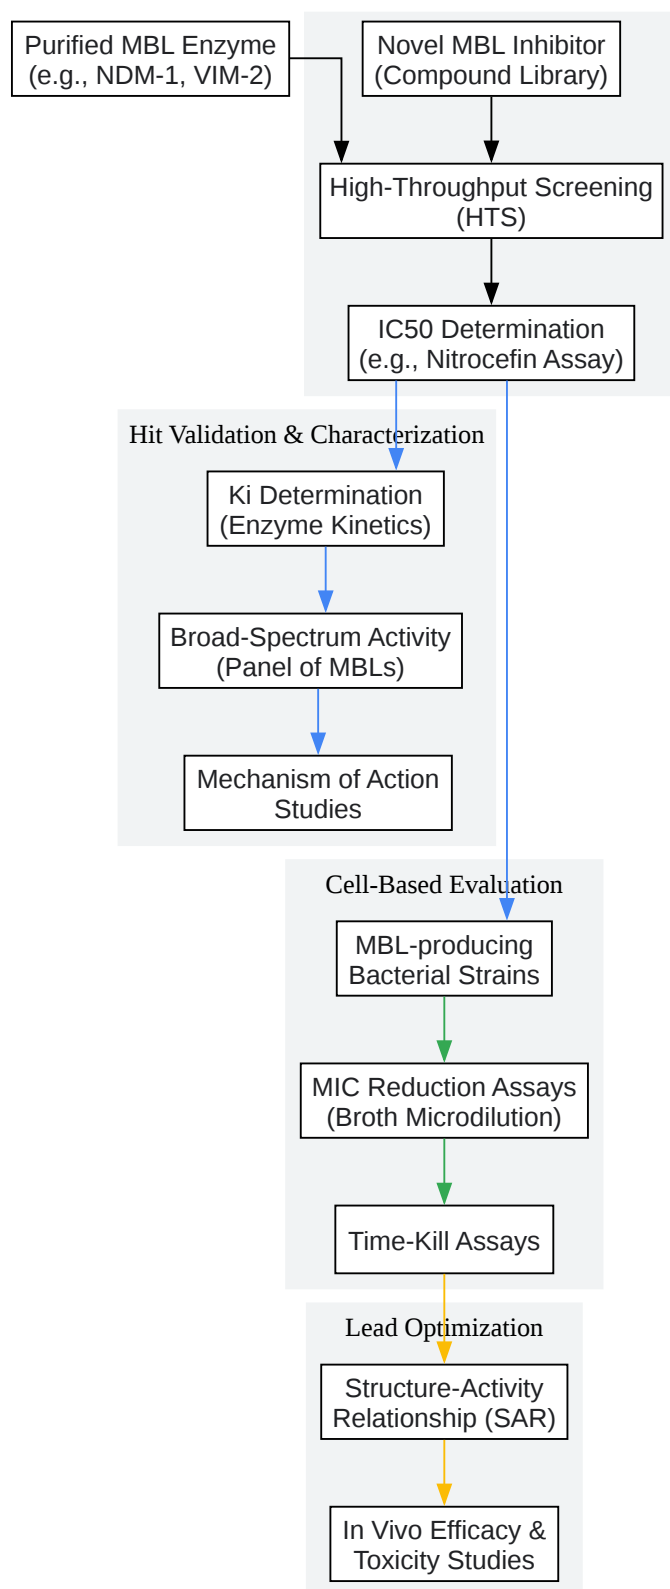 Purified MBL Enzyme
(e.g., NDM-1, VIM-2)
Novel MBL Inhibitor
(Compound Library)
High-Throughput Screening
(HTS)
IC50 Determination
(e.g., Nitrocefin Assay)
Hit Validation & Characterization
Ki Determination
(Enzyme Kinetics)
Broad-Spectrum Activity
(Panel of MBLs)
Mechanism of Action
Studies
Cell-Based Evaluation
MBL-producing
Bacterial Strains
MIC Reduction Assays
(Broth Microdilution)
Time-Kill Assays
Lead Optimization
Structure-Activity
Relationship (SAR)
In Vivo Efficacy &
Toxicity Studies